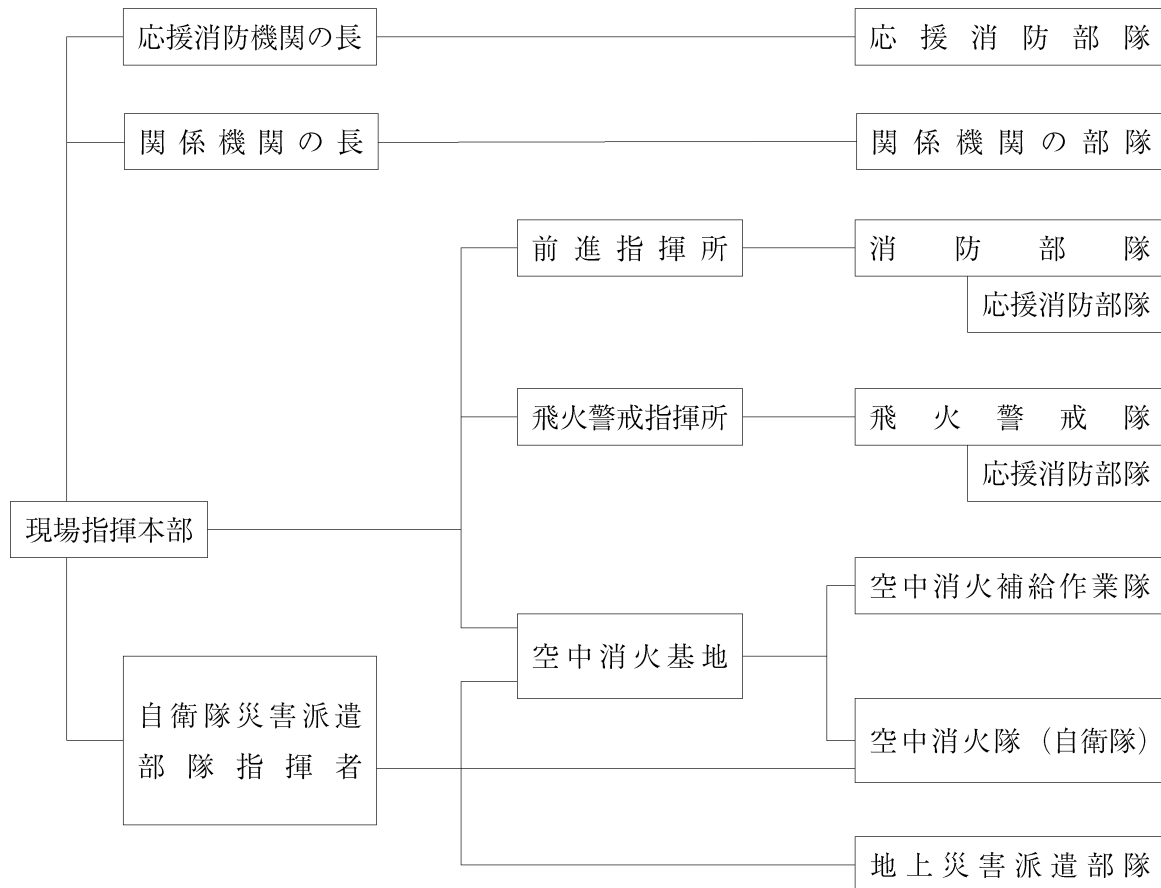 応援消防機関の長
応援消防部隊
関係機関の長
関係機関の部隊
前進指揮所
消防部隊
応援消防部隊
飛火警戒指揮所
飛火警戒隊
応援消防部隊
現場指揮本部
空中消火補給作業隊
空中消火基地
自衛隊災害派遣
部隊指揮者
空中消火隊（自衛隊）
地上災害派遣部隊